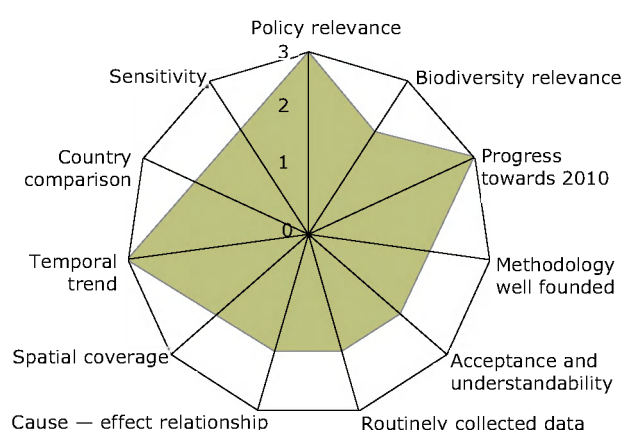 Policy relevance
3
Sensitivity
Biodiversity relevance
2
Country
comparison
1
Progress
towards 2010
0
Temporal
trend
Methodology
well founded
Spatial coverage
Acceptance and
understandability
Cause — effect relationship
Routinely collected data